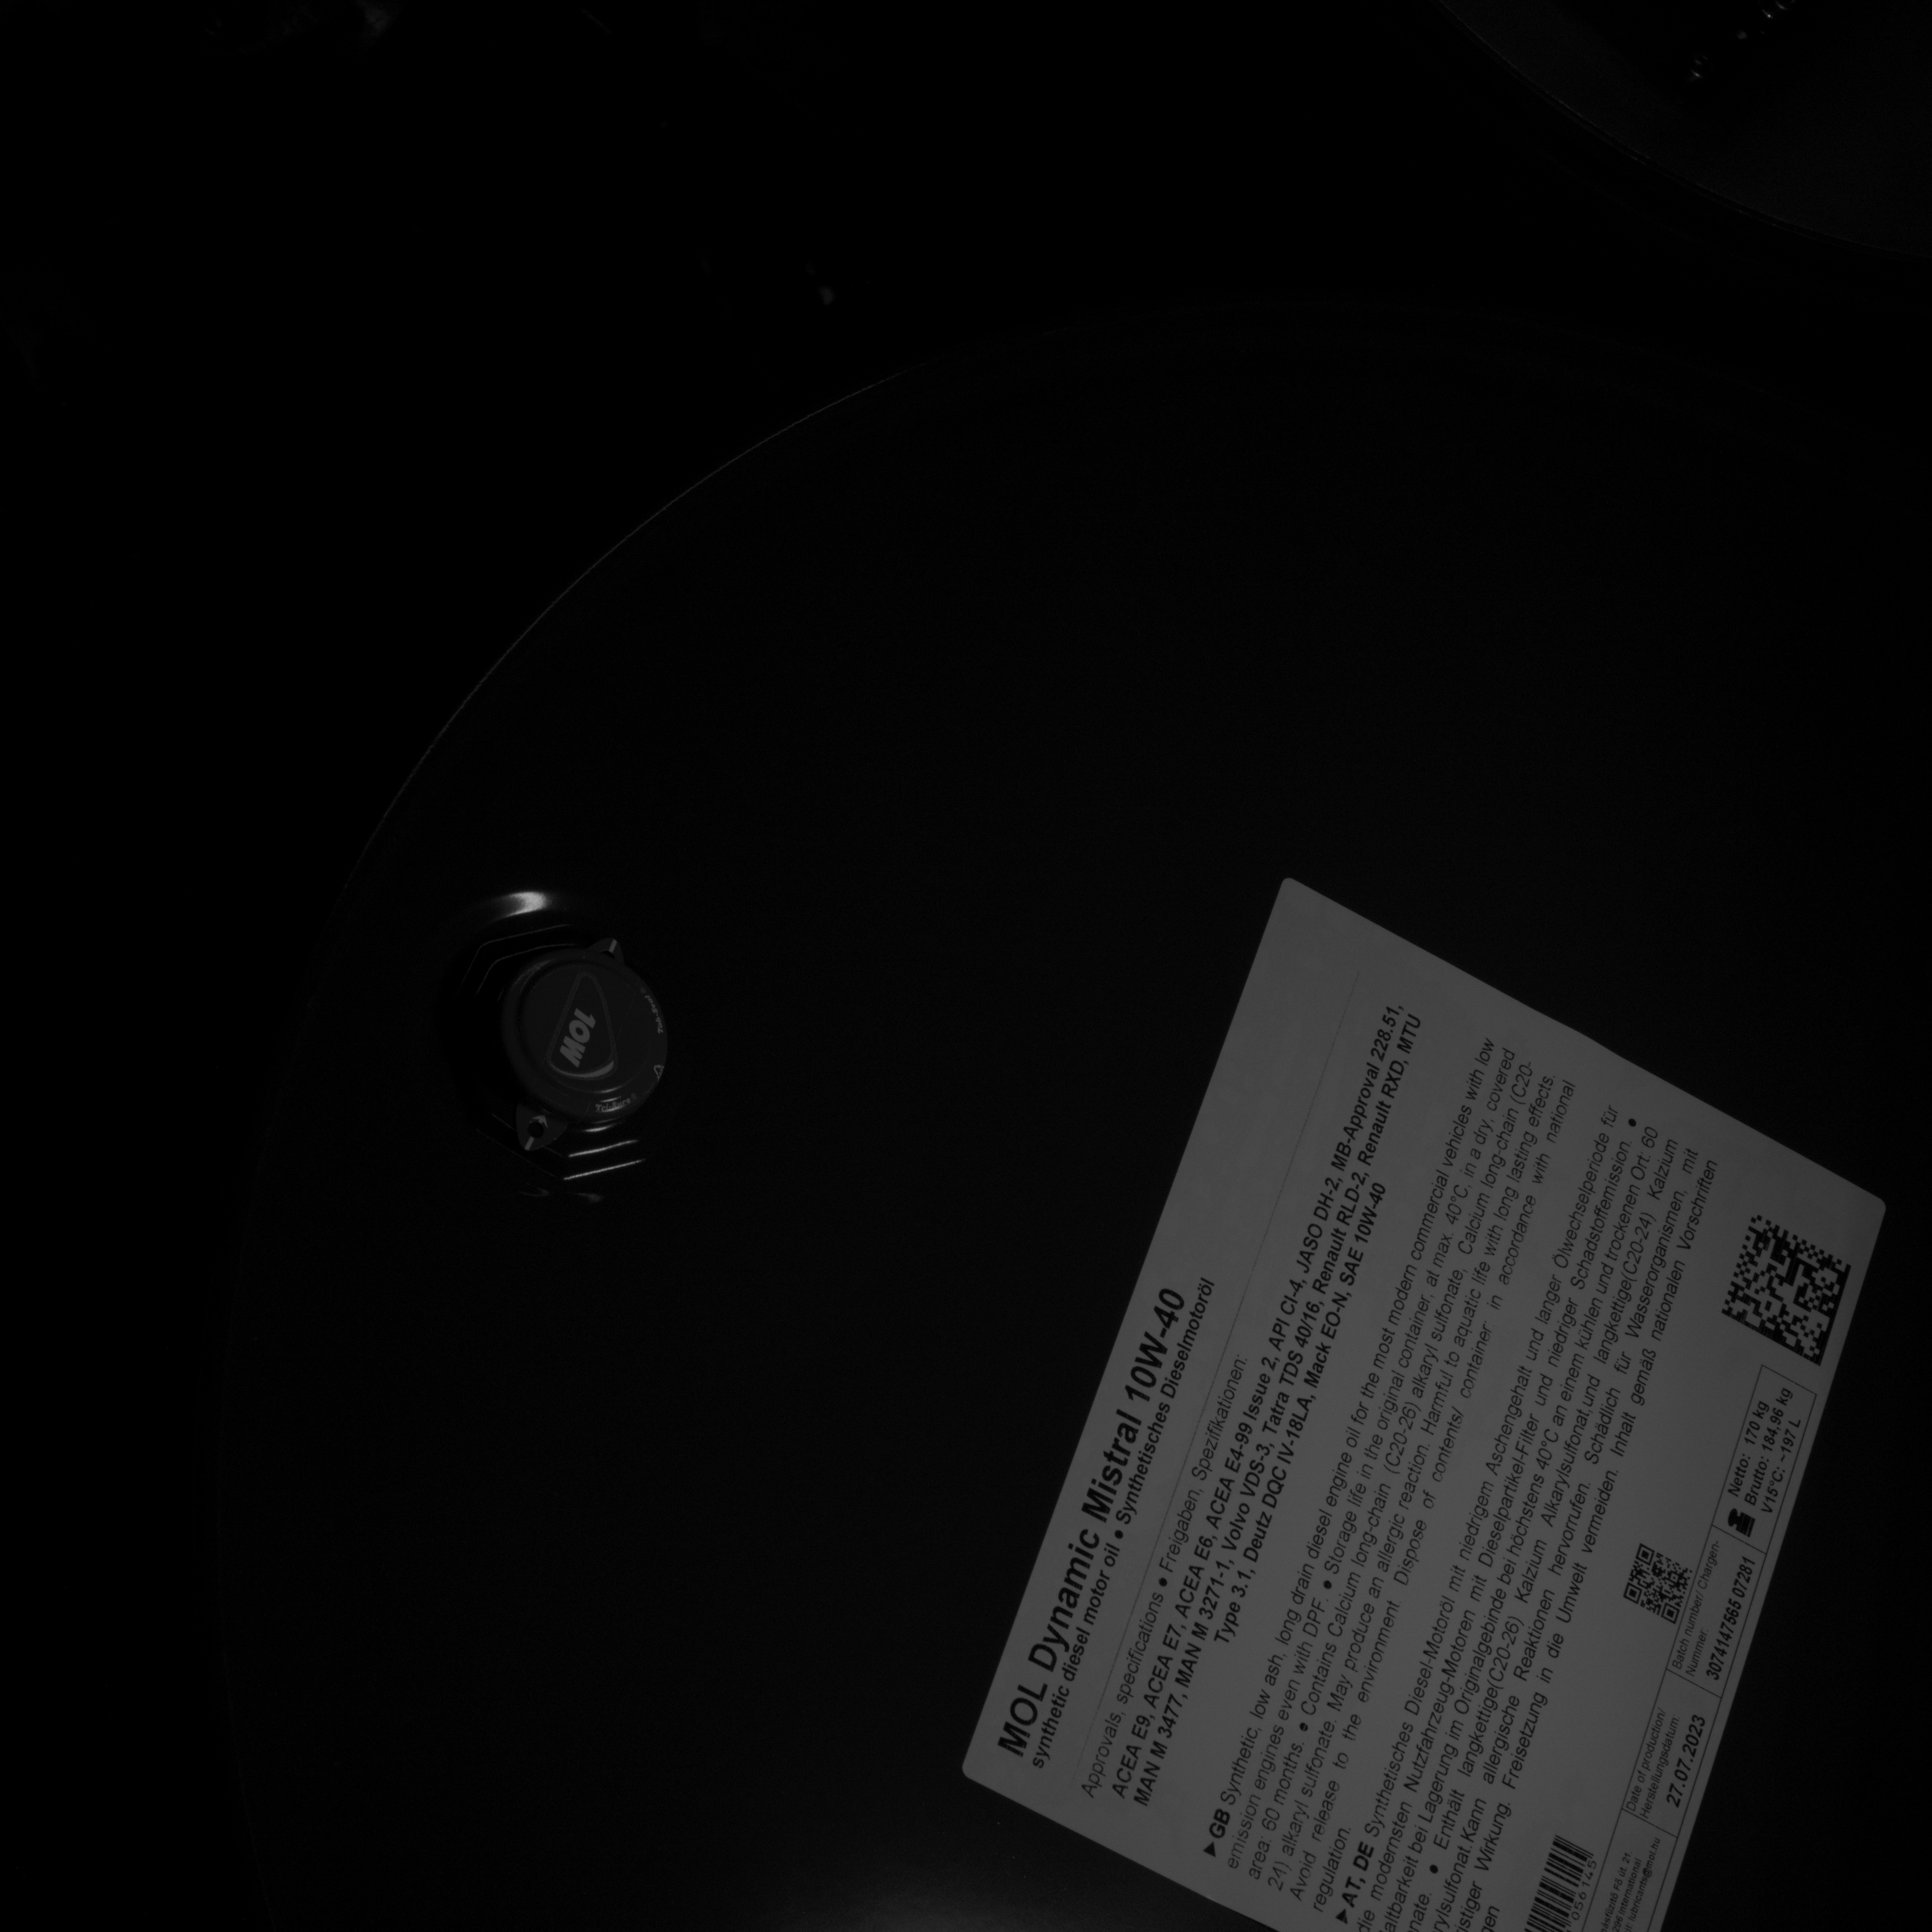 MOL
MOL Dynamic Mistral 10W-40
synthetic diesel motor oil ● Synthetisches Dieselmotoröl
Approvals, specifications ● Freigaben, Spezifikationen:
ACEA E9, ACEA E7, ACEA E6, ACEA E4-99 Issue 2, API CI-4, JASO DH-2, MB-Approval 228.51,
MAN M 3477, MAN M 3271-1, Volvo VDS-3, Tatra TDS 40/16, Renault RLD-2, Renault RXD, MTU
Type 3.1, Deutz DQC IV-18LA, Mack EO-N, SAE 10W-40
►GB Synthetic, low ash, long drain diesel engine oil for the most modern commercial vehicles with low
emission engines even with DPF. ● Storage life in the original container, at max. 40°C, in a dry, covered
area: 60 months. ● Contains Calcium long-chain (C20-26) alkaryl sulfonate, Calcium long-chain (C20-
24) alkaryl sulfonate. May produce an allergic reaction. Harmful to aquatic life with long lasting effects.
Avoid release to the environment. Dispose of contents/ container: in accordance with national
regulation.
►AT, DE Synthetisches Diesel-Motoröl mit niedrigem Aschengehalt und langer Ölwechselperiode für
die modernsten Nutzfahrzeug-Motoren mit Dieselpartikel-Filter und niedriger Schadstoffemission. ●
altbarkeit bei Lagerung im Originalgebinde bei höchstens 40°C an einem kühlen und trockenen Ort: 60
nate. ● Enthält langkettige(C20-26) Kalzium Alkarylsulfonat,und langkettige(C20-24) Kalzium
rylsulfonat.Kann allergische Reaktionen hervorrufen. Schädlich für Wasserorganismen, mit
istiger Wirkung. Freisetzung in die Umwelt vermeiden. Inhalt gemäß nationalen Vorschriften
gen
056145
lubricants@mol.hu
Date of production/
Herstellungsdatum:
27.07.2023
Batch number/ Chargen-
Nummer:
3074147565 07281
Netto: 170 kg
Brutto: 184,96 kg
V15°C: ~197 L